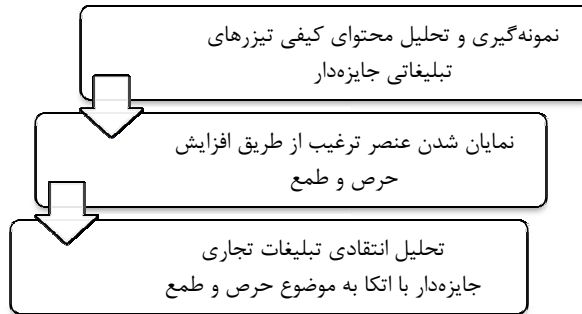 نمونه‌گیری و تحلیل محتوای کیفی تیزرهای
تبلیغاتی جایزه‌دار
نمایان شدن عنصر ترغیب از طریق افزایش
حرص و طمع
تحلیل انتقادی تبلیغات تجاری
جایزه‌دار با اتکا به موضوع حرص و طمع